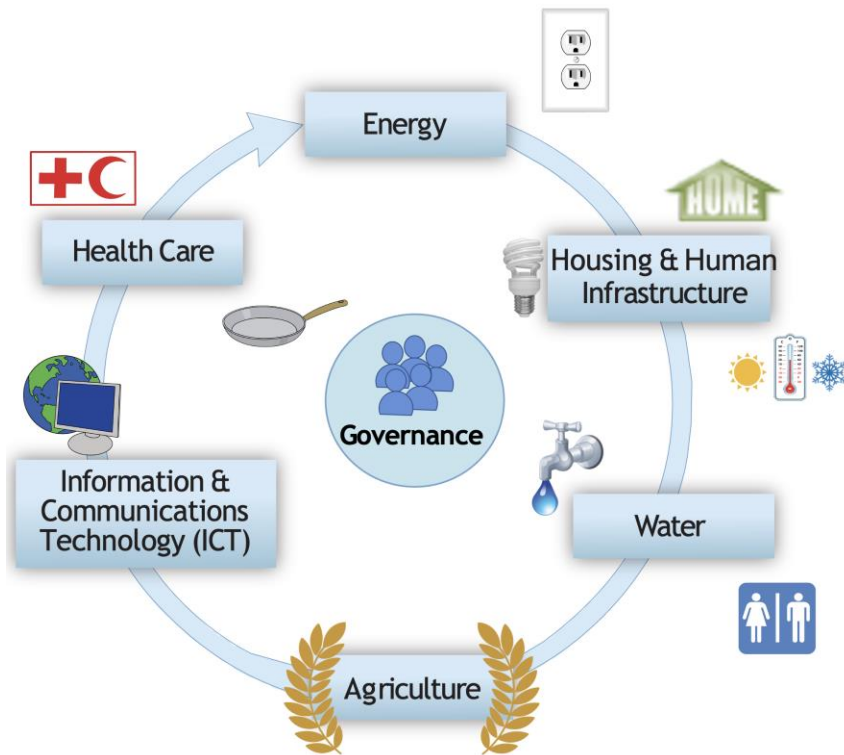 Energy
HOME
Housing & Human
Infrastructure
Water
Agriculture
Information &
Communications
Technology (ICT)
Health Care
Governance